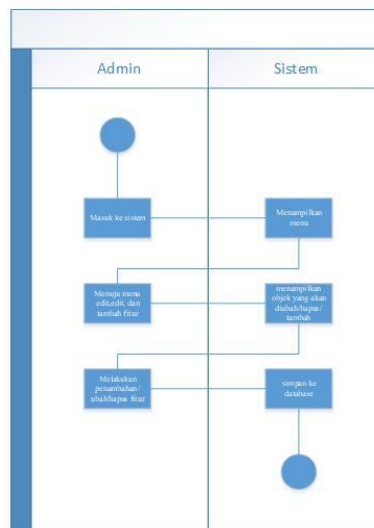 Admin
Sistem
Masuk ke sistem
Menampilkan
menu
Menuju menu
edit,edit, dan
tambah fitur
menampilkan
objek yang akan
diubah/hapus/
tambah
Melakukan
penambahan/
ubah/hapus fitur
simpan ke
database